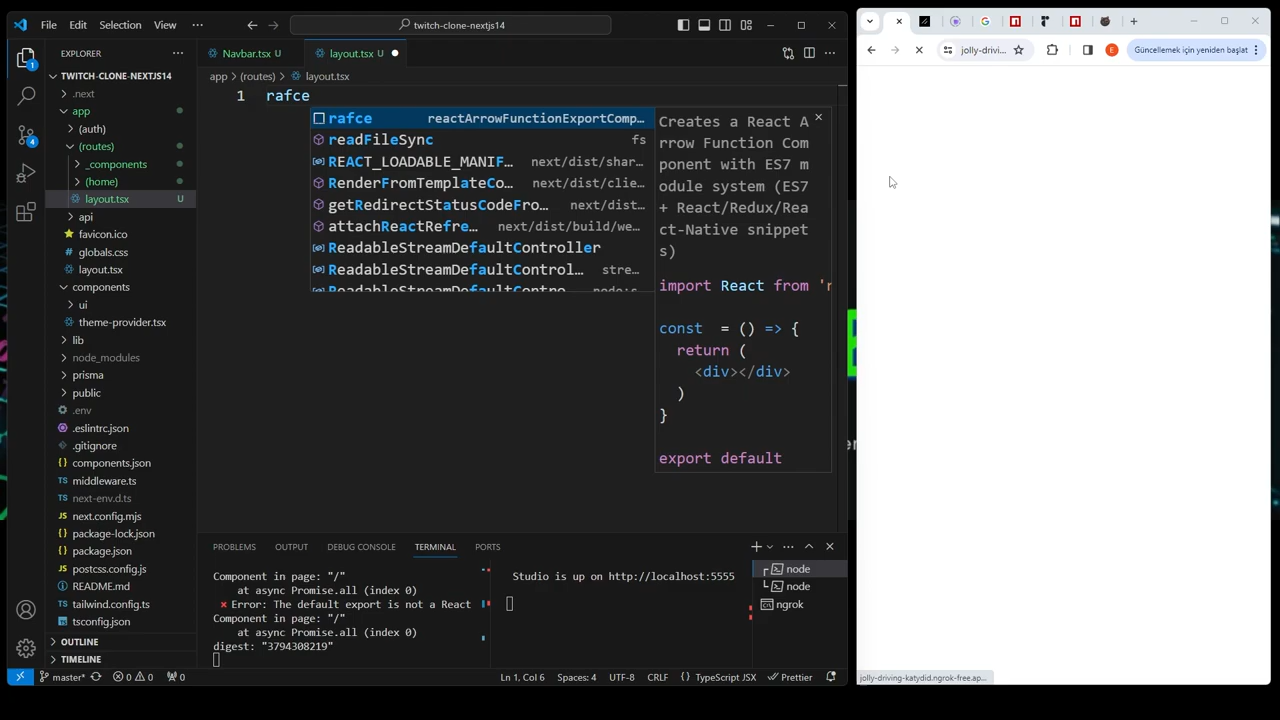 File Edit Selection View ··· twitch-clone-nextjs14
EXPLORER ···
TWITCH-CLONE-NEXTJS14
.next
app
(auth)
(routes)
_components
(home)
layout.tsx U
api
favicon.ico
globals.css
layout.tsx
components
ui
theme-provider.tsx
lib
node_modules
prisma
public
.env
.eslintrc.json
.gitignore
components.json
middleware.ts
next-env.d.ts
next.config.mjs
package-lock.json
package.json
postcss.config.js
README.md
tailwind.config.ts
tsconfig.json
OUTLINE
TIMELINE
1
4
Navbar.tsx U layout.tsx U
app > (routes) > layout.tsx
1 rafce
rafce reactArrowFunctionExportComp...
readFileSync fs
REACT_LOADABLE_MANIF... next/dist/shar...
RenderFromTemplateCo... next/dist/clie...
getRedirectStatusCodeFro... next/dist...
attachReactRefre... next/dist/build/we...
ReadableStreamDefaultController
ReadableStreamDefaultControl... stre...
ReadableStreamDefaultContro... node:s
Creates a React A
rrow Function Com
ponent with ES7 m
odule system (ES7
+ React/Redux/Rea
ct-Native snippet
s)
import React from 'r
const = () => {
return (
<div></div>
)
}
export default
PROBLEMS OUTPUT DEBUG CONSOLE TERMINAL PORTS
Component in page: "/"
at async Promise.all (index 0)
× Error: The default export is not a React
Component in page: "/"
at async Promise.all (index 0)
digest: "3794308219"
Studio is up on http://localhost:5555
node
node
ngrok
master* 0 0 0 Ln 1, Col 6 Spaces: 4 UTF-8 CRLF {} TypeScript JSX Prettier
G
jolly-drivi... E Güncellemek için yeniden başlat
jolly-driving-katydid.ngrok-free.ap...
er